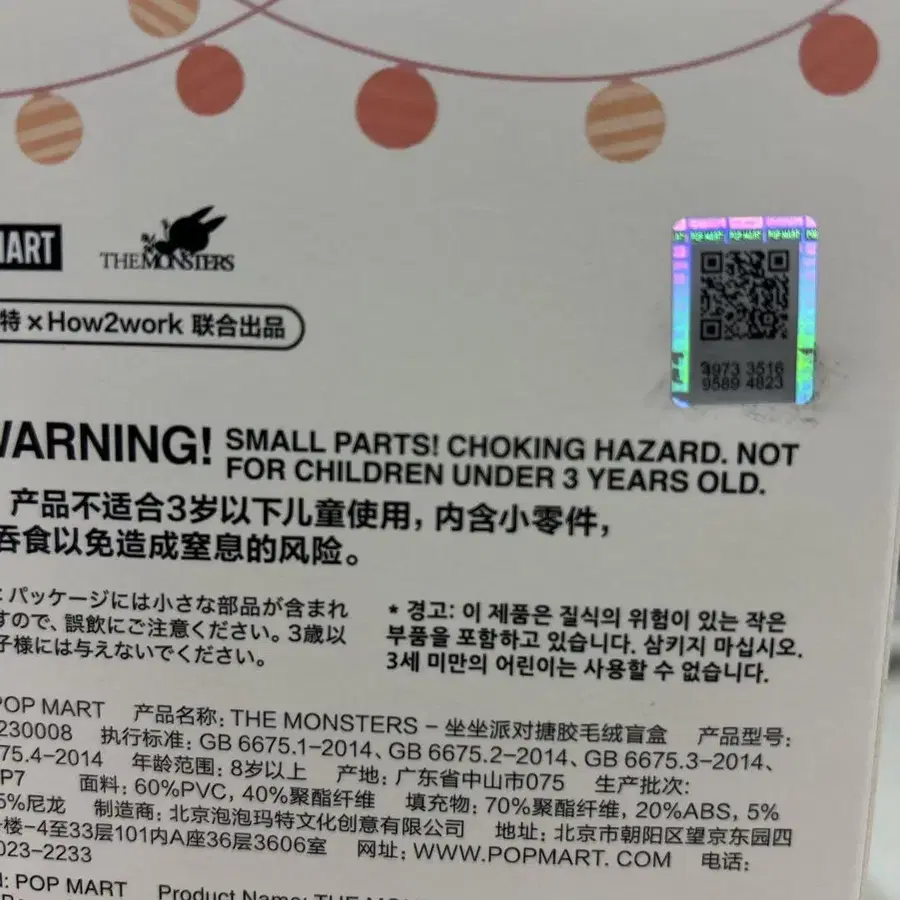 MART
THE MONSTERS
特×How2work 联合出品
POP MART POP MART POP MART
3973 3516
9589 4823
WARNING! SMALL PARTS! CHOKING HAZARD. NOT
FOR CHILDREN UNDER 3 YEARS OLD.
产品不适合3岁以下儿童使用，内含小零件，
吞食以免造成窒息的风险。
パッケージには小さな部品が含まれ
すので、誤飲にご注意ください。3歳以
子様には与えないでください。
* 경고: 이 제품은 질식의 위험이 있는 작은
부품을 포함하고 있습니다. 삼키지 마십시오.
3세 미만의 어린이는 사용할 수 없습니다.
POP MART 产品名称: THE MONSTERS – 坐坐派对搪胶毛绒盲盒 产品型号:
230008 执行标准: GB 6675.1–2014、GB 6675.2–2014、GB 6675.3–2014、
75.4–2014 年龄范围: 8岁以上 产地: 广东省中山市075 生产批次:
P7 面料: 60%PVC, 40%聚酯纤维 填充物: 70%聚酯纤维, 20%ABS, 5%
5%尼龙 制造商: 北京泡泡玛特文化创意有限公司 地址: 北京市朝阳区望京东园四
楼–4至33层101内A座36层3606室 网址: WWW.POPMART.COM 电话:
023–2233
: POP MART Product Name: THE MON